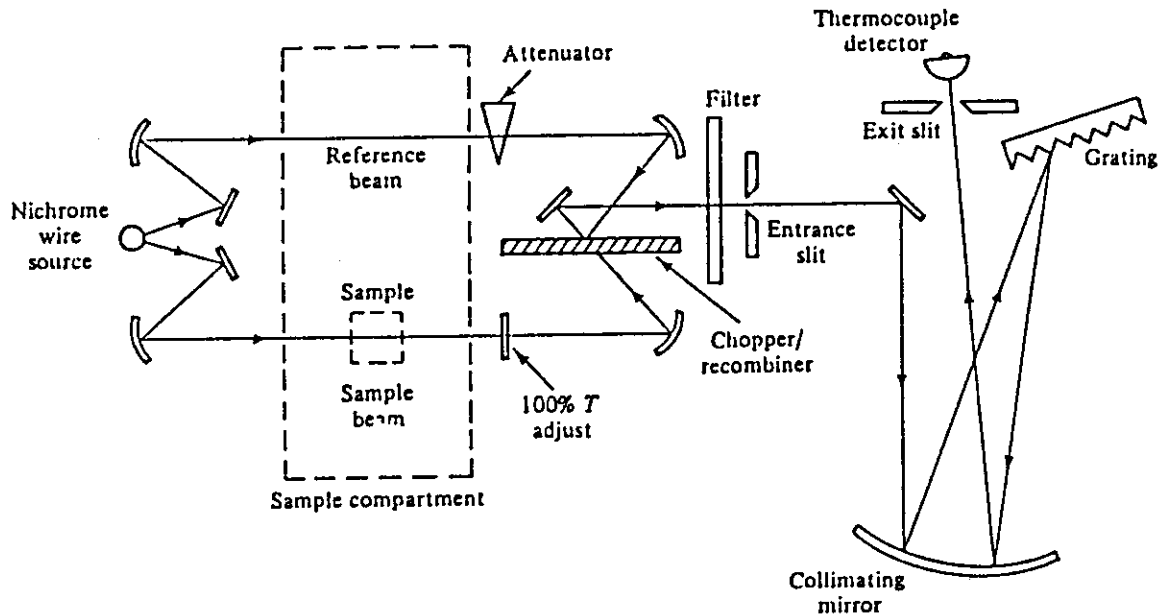 Thermocouple
detector
Attenuator
Filter
Exit slit
Grating
Reference
beam
Nichrome
wire
source
Entrance
slit
Sample
Chopper/
recombiner
Sample
beam
100% T
adjust
Sample compartment
Collimating
mirror